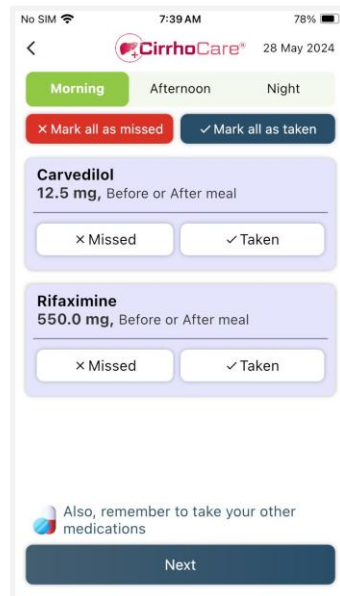 No SIM 7:39 AM 78%
< CirrhoCare® 28 May 2024
Morning Afternoon Night
× Mark all as missed ✓ Mark all as taken
Carvedilol
12.5 mg, Before or After meal
× Missed ✓ Taken
Rifaximine
550.0 mg, Before or After meal
× Missed ✓ Taken
Also, remember to take your other
medications
Next